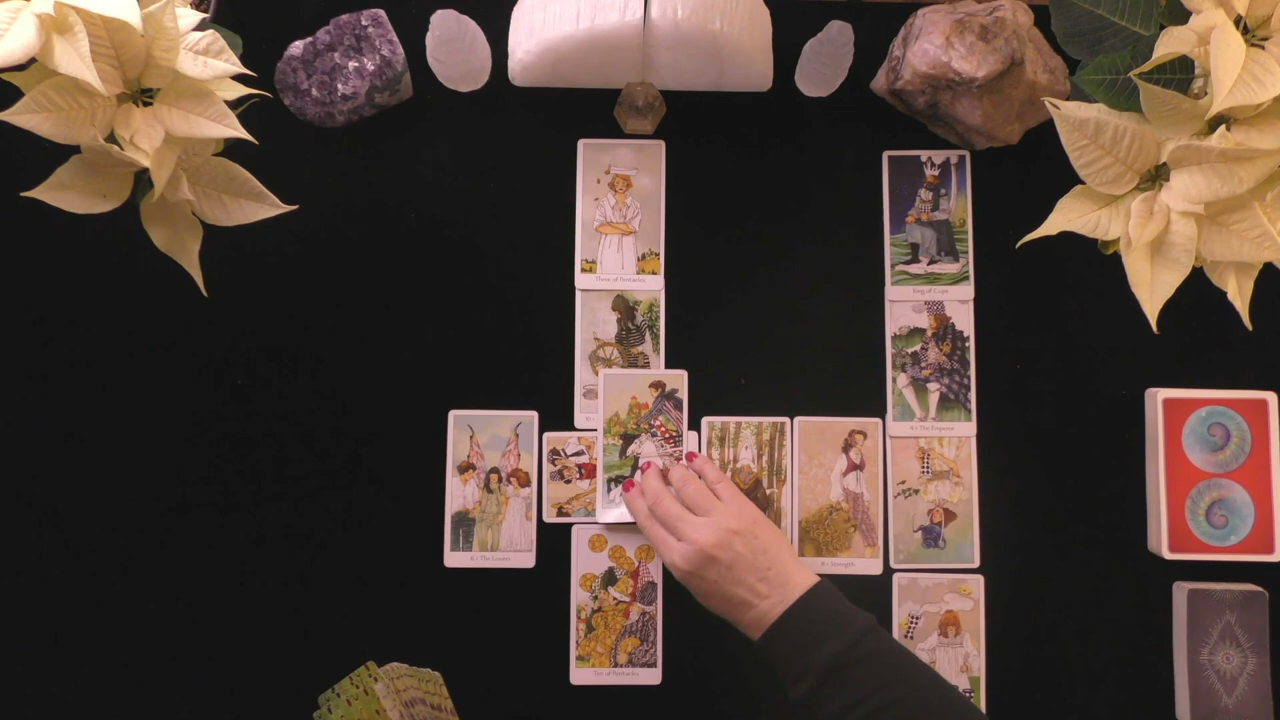 Three of Pentacles
King of Cups
4 • The Emperor
6 • The Lovers
8 • Strength
Ten of Pentacles